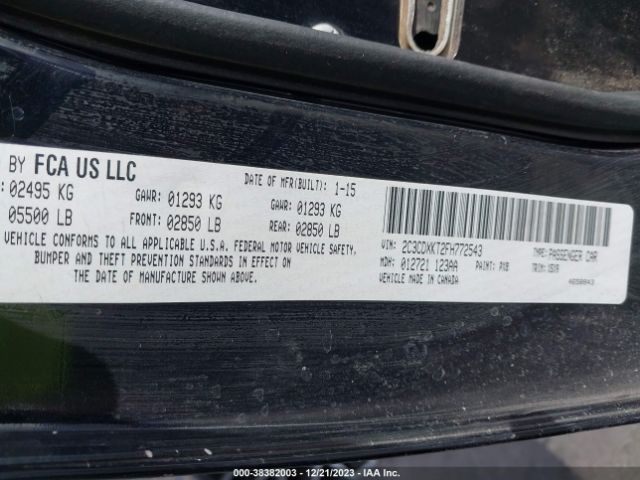 BY FCA US LLC
DATE OF MFR(BUILT): 1-15
: 02495 KG GAWR: 01293 KG GAWR: 01293 KG
05500 LB FRONT: 02850 LB REAR: 02850 LB
VEHICLE CONFORMS TO ALL APPLICABLE U.S.A. FEDERAL MOTOR VEHICLE SAFETY,
BUMPER AND THEFT PREVENTION STANDARDS IN EFFECT ON
THE DATE OF MANUFACTURE SHOWN ABOVE.
VIN: 2C3CDXKT2FH772543 TYPE: PASSENGER CAR
MDH: 012721 123AA PAINT: PXB TRIM:
VEHICLE MADE IN CANADA
000-38382003 - 12/21/2023 - IAA Inc.